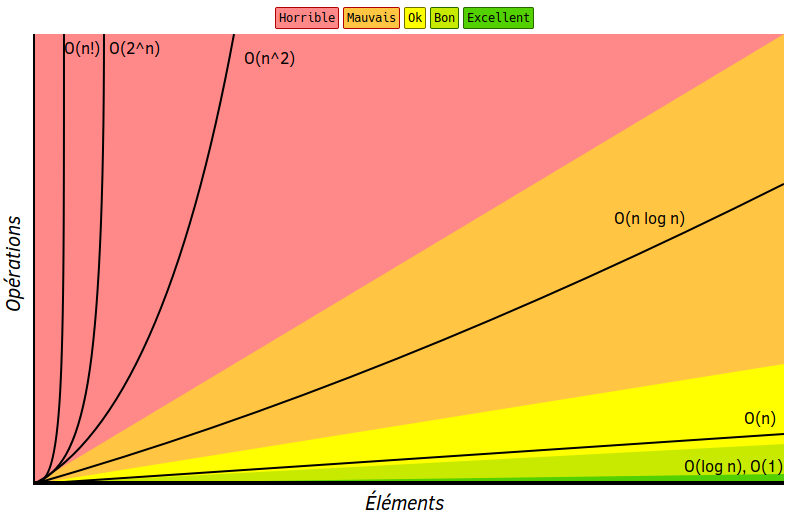 Horrible Mauvais Ok Bon Excellent
O(n!) O(2^n)
O(n^2)
O(n log n)
O(n)
O(log n), O(1)
Opérations
Éléments